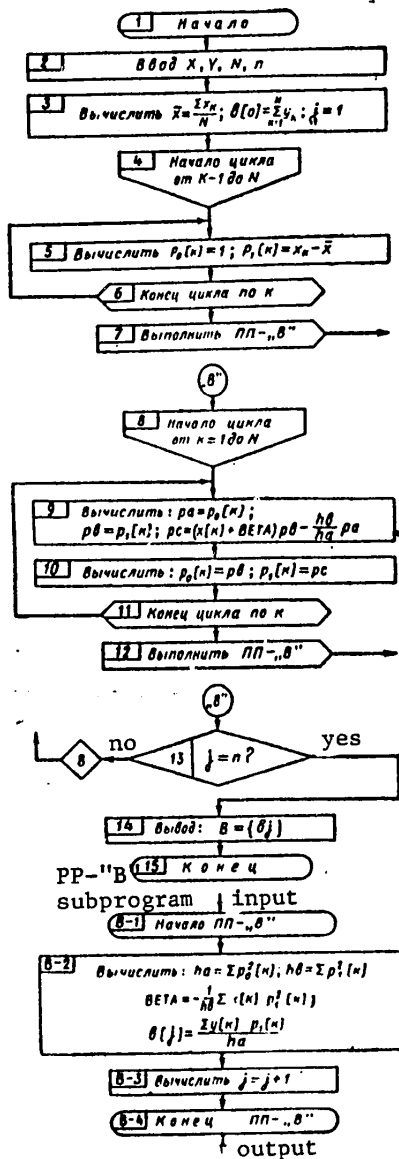 1 Начало
2 Ввод X, Y, N, n
3 Вычислить x̄ = Σxₖ/N; в[0] = Σyₖ; j = 1
4 Начало цикла
от K-1 до N
5 Вычислить P₀[к]=1; P₁[к]=xₖ-x̄
6 Конец цикла по к
7 Выполнить ПП-„В"
„В"
8 Начало цикла
от к=1 до N
9 Вычислить: pa=p₀[к];
pв=p₁[к]; pc=(x[к]+BETA)pв - hв/ha pa
10 Вычислить: p₀[к]=pв; p₁[к]=pc
11 Конец цикла по к
12 Выполнить ПП-„В"
„В"
8 no 13 j=n? yes
14 Вывод: B={вj}
15 Конец
PP-"B"
subprogram input
В-1 Начало ПП-„В"
В-2 Вычислить: ha=Σp₀²[к]; hв=Σp₁²[к]
BETA=-1/hв Σ [к] p₁²[к];
в[j]=Σy[к] p₁[к]/ha
В-3 Вычислить j=j+1
В-4 Конец ПП-„В"
output